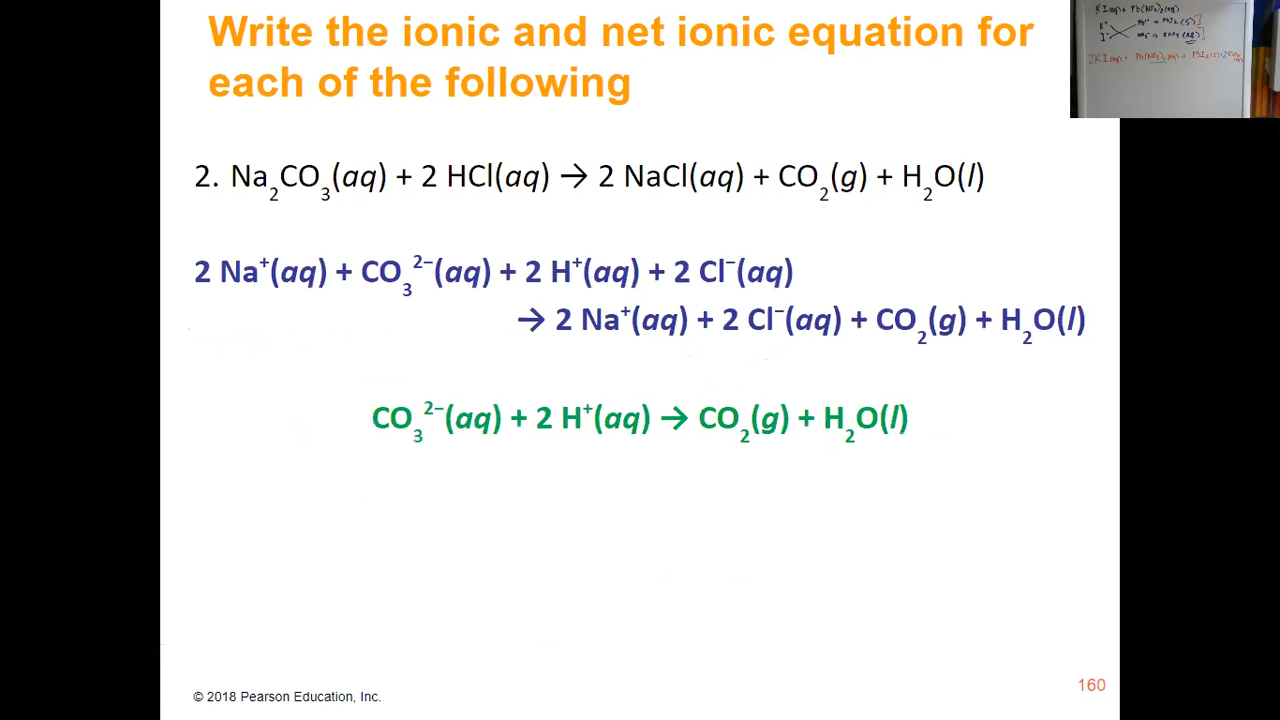 Write the ionic and net ionic equation for
each of the following
2. Na₂CO₃(aq) + 2 HCl(aq) → 2 NaCl(aq) + CO₂(g) + H₂O(l)
2 Na⁺(aq) + CO₃²⁻(aq) + 2 H⁺(aq) + 2 Cl⁻(aq)
→ 2 Na⁺(aq) + 2 Cl⁻(aq) + CO₂(g) + H₂O(l)
CO₃²⁻(aq) + 2 H⁺(aq) → CO₂(g) + H₂O(l)
© 2018 Pearson Education, Inc.
160